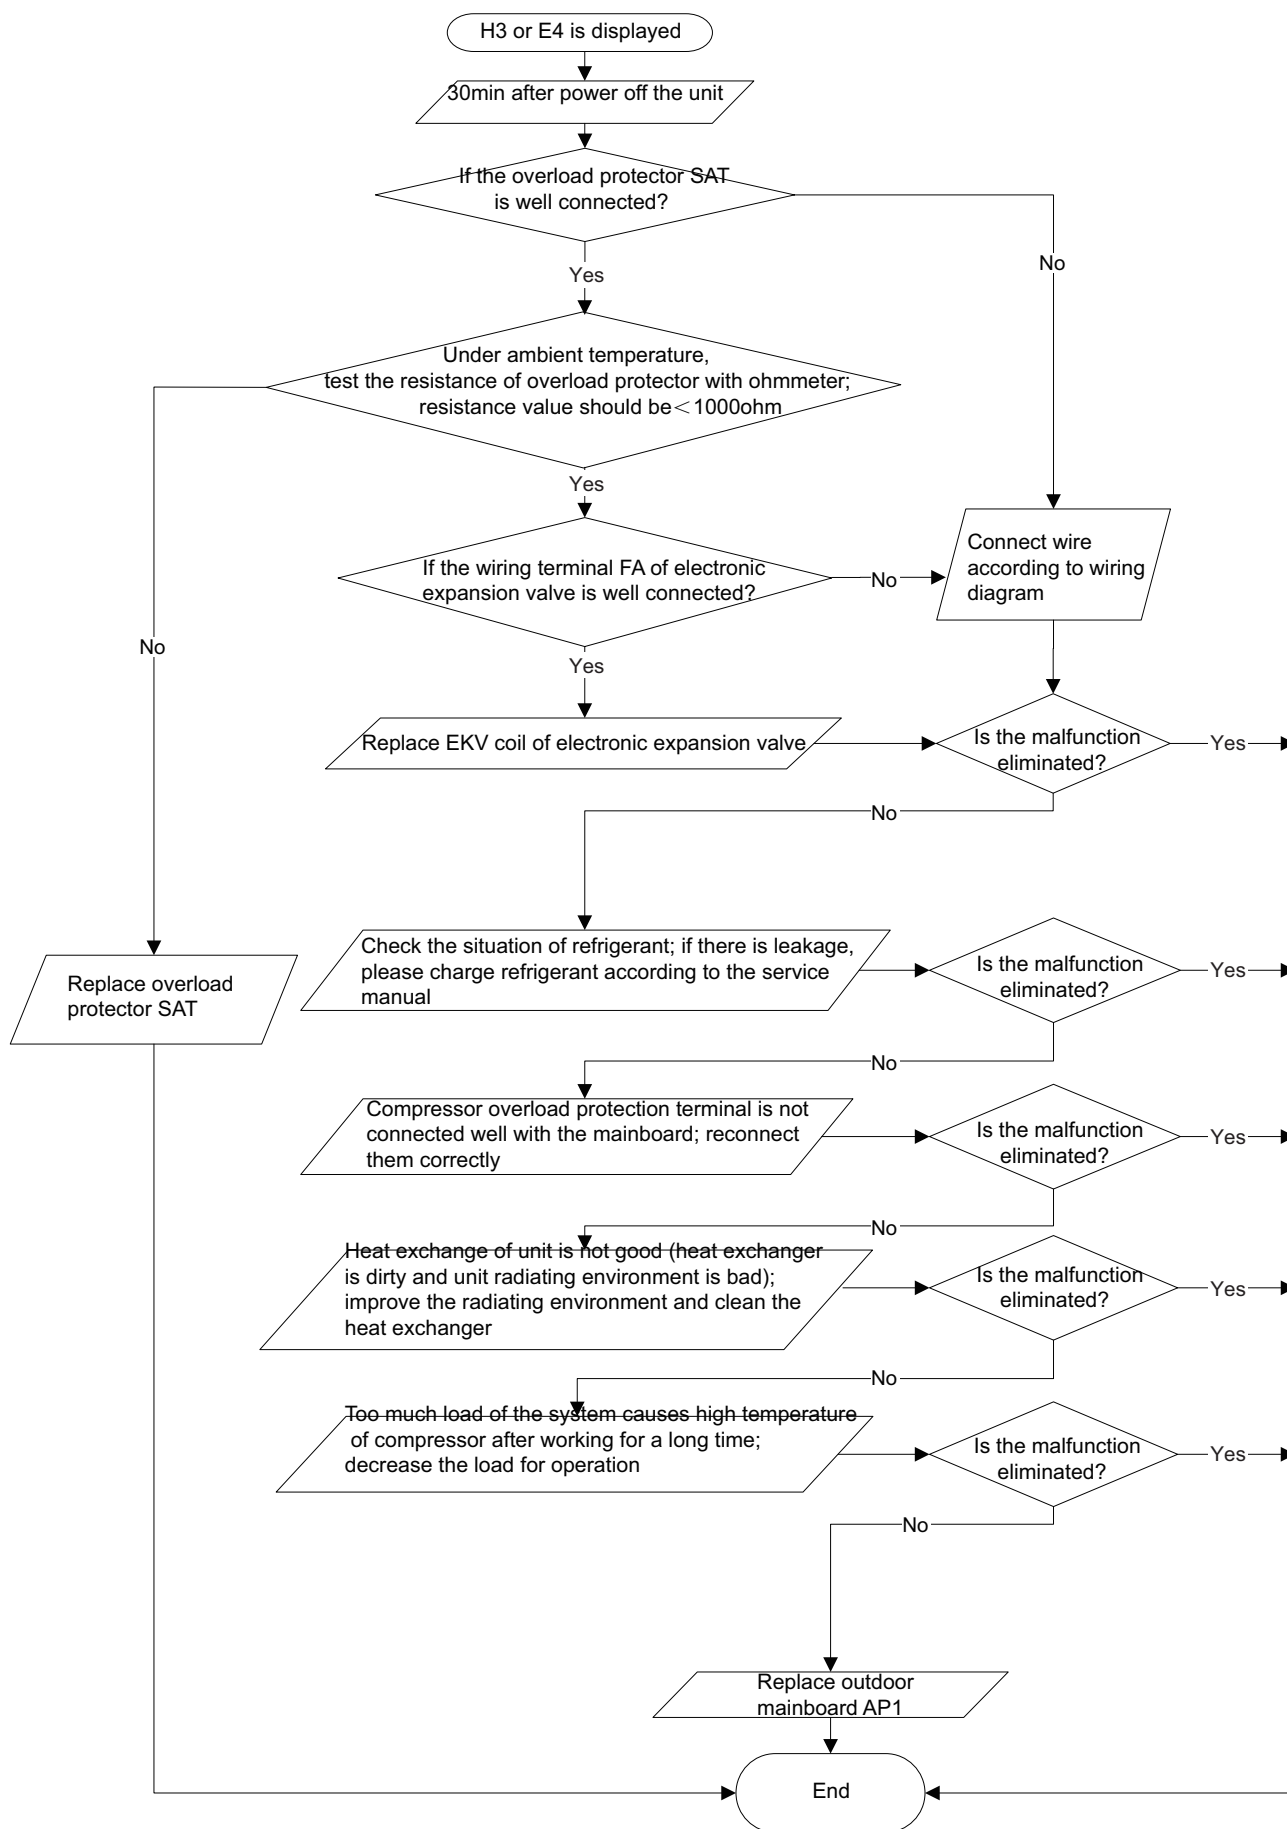 H3 or E4 is displayed
30min after power off the unit
If the overload protector SAT
is well connected?
No
Yes
Under ambient temperature,
test the resistance of overload protector with ohmmeter;
resistance value should be＜1000ohm
Yes
If the wiring terminal FA of electronic
expansion valve is well connected?
No
Connect wire
according to wiring
diagram
No
Yes
Replace EKV coil of electronic expansion valve
Is the malfunction
eliminated?
Yes
No
Check the situation of refrigerant; if there is leakage,
please charge refrigerant according to the service
manual
Is the malfunction
eliminated?
Yes
Replace overload
protector SAT
No
Compressor overload protection terminal is not
connected well with the mainboard; reconnect
them correctly
Is the malfunction
eliminated?
Yes
No
Heat exchange of unit is not good (heat exchanger
is dirty and unit radiating environment is bad);
improve the radiating environment and clean the
heat exchanger
Is the malfunction
eliminated?
Yes
No
Too much load of the system causes high temperature
of compressor after working for a long time;
decrease the load for operation
Is the malfunction
eliminated?
Yes
No
Replace outdoor
mainboard AP1
End